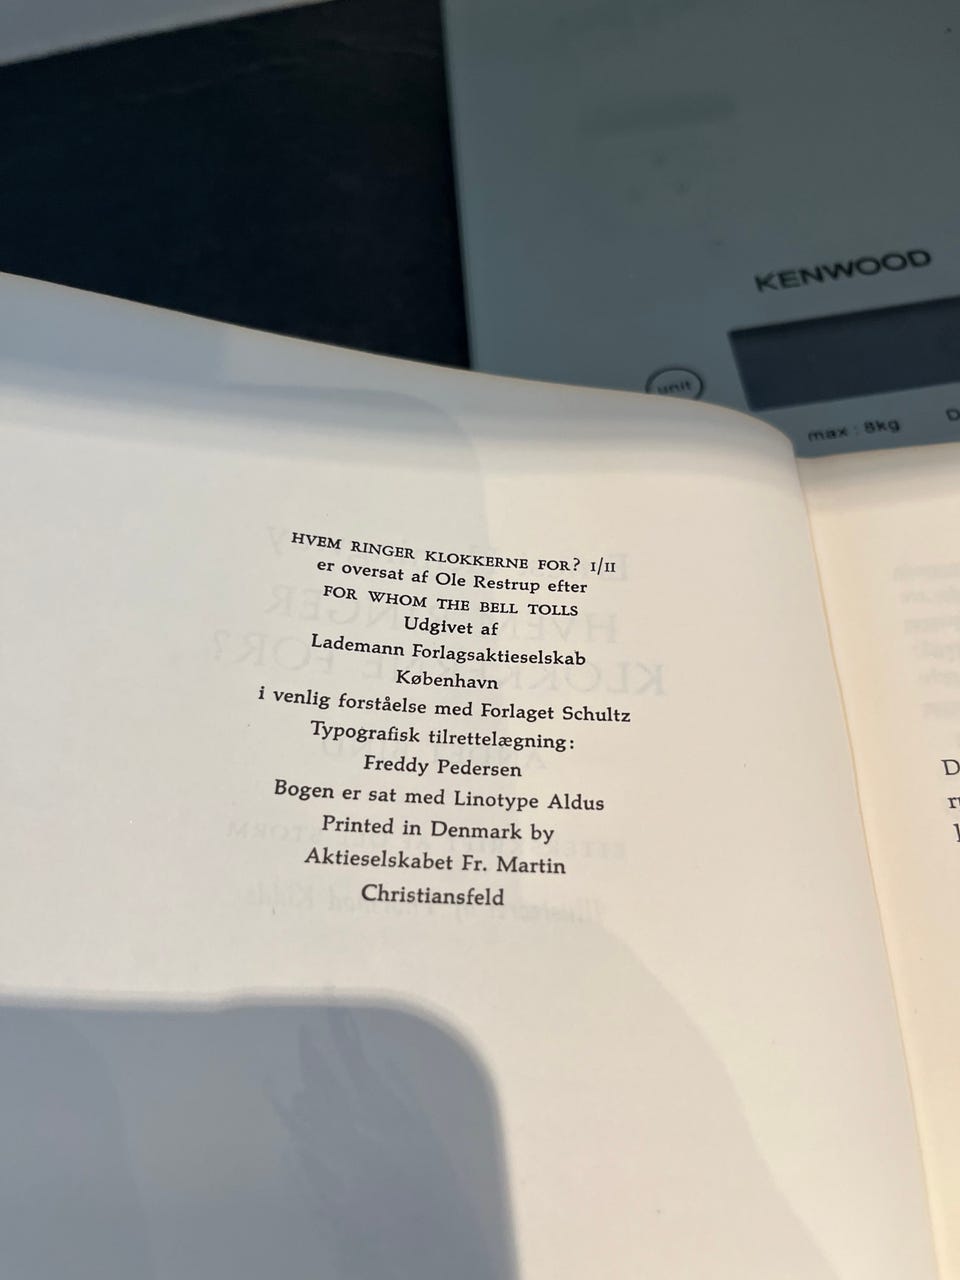 KENWOOD
unit
max : 8kg
HVEM RINGER KLOKKERNE FOR? I/II
er oversat af Ole Restrup efter
FOR WHOM THE BELL TOLLS
Udgivet af
Lademann Forlagsaktieselskab
København
i venlig forståelse med Forlaget Schultz
Typografisk tilrettelægning:
Freddy Pedersen
Bogen er sat med Linotype Aldus
Printed in Denmark by
Aktieselskabet Fr. Martin
Christiansfeld